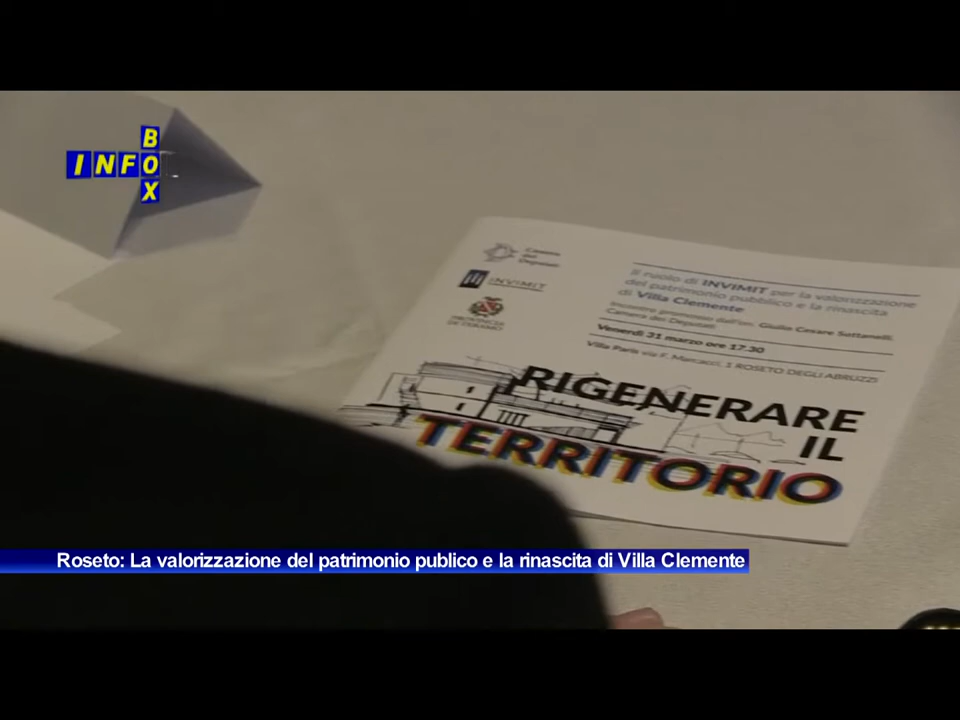 INFO BOX
Camera
dei
Deputati
INVIMIT
PROVINCIA
DI TERAMO
Il ruolo di INVIMIT per la valorizzazione
del patrimonio pubblico e la rinascita
di Villa Clemente
Incontro promosso dall'on. Giulio Cesare Sottanelli,
Camera dei Deputati
Venerdì 31 marzo ore 17.30
Villa Paris via F. Marcacci, 1 ROSETO DEGLI ABRUZZI
RIGENERARE
IL
TERRITORIO
Roseto: La valorizzazione del patrimonio publico e la rinascita di Villa Clemente